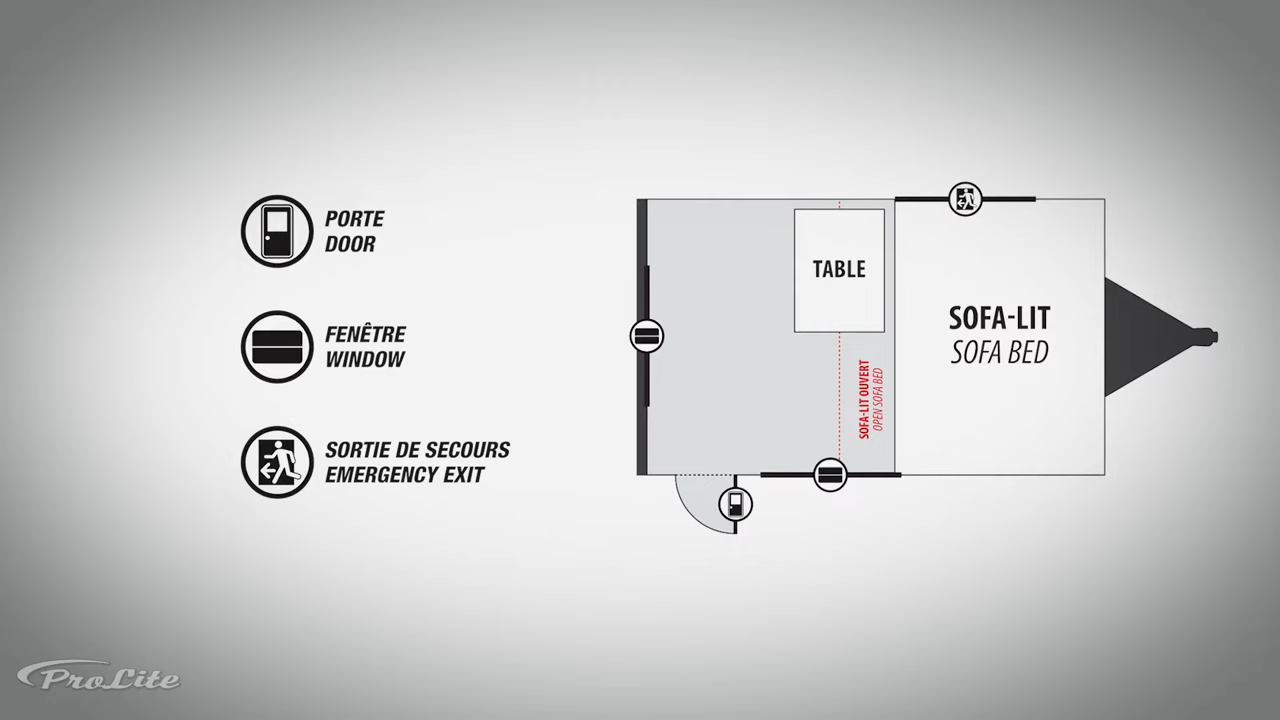 PORTE
DOOR
FENÊTRE
WINDOW
SORTIE DE SECOURS
EMERGENCY EXIT
TABLE
SOFA-LIT
SOFA BED
SOFA-LIT OUVERT
OPEN SOFA BED
ProLite